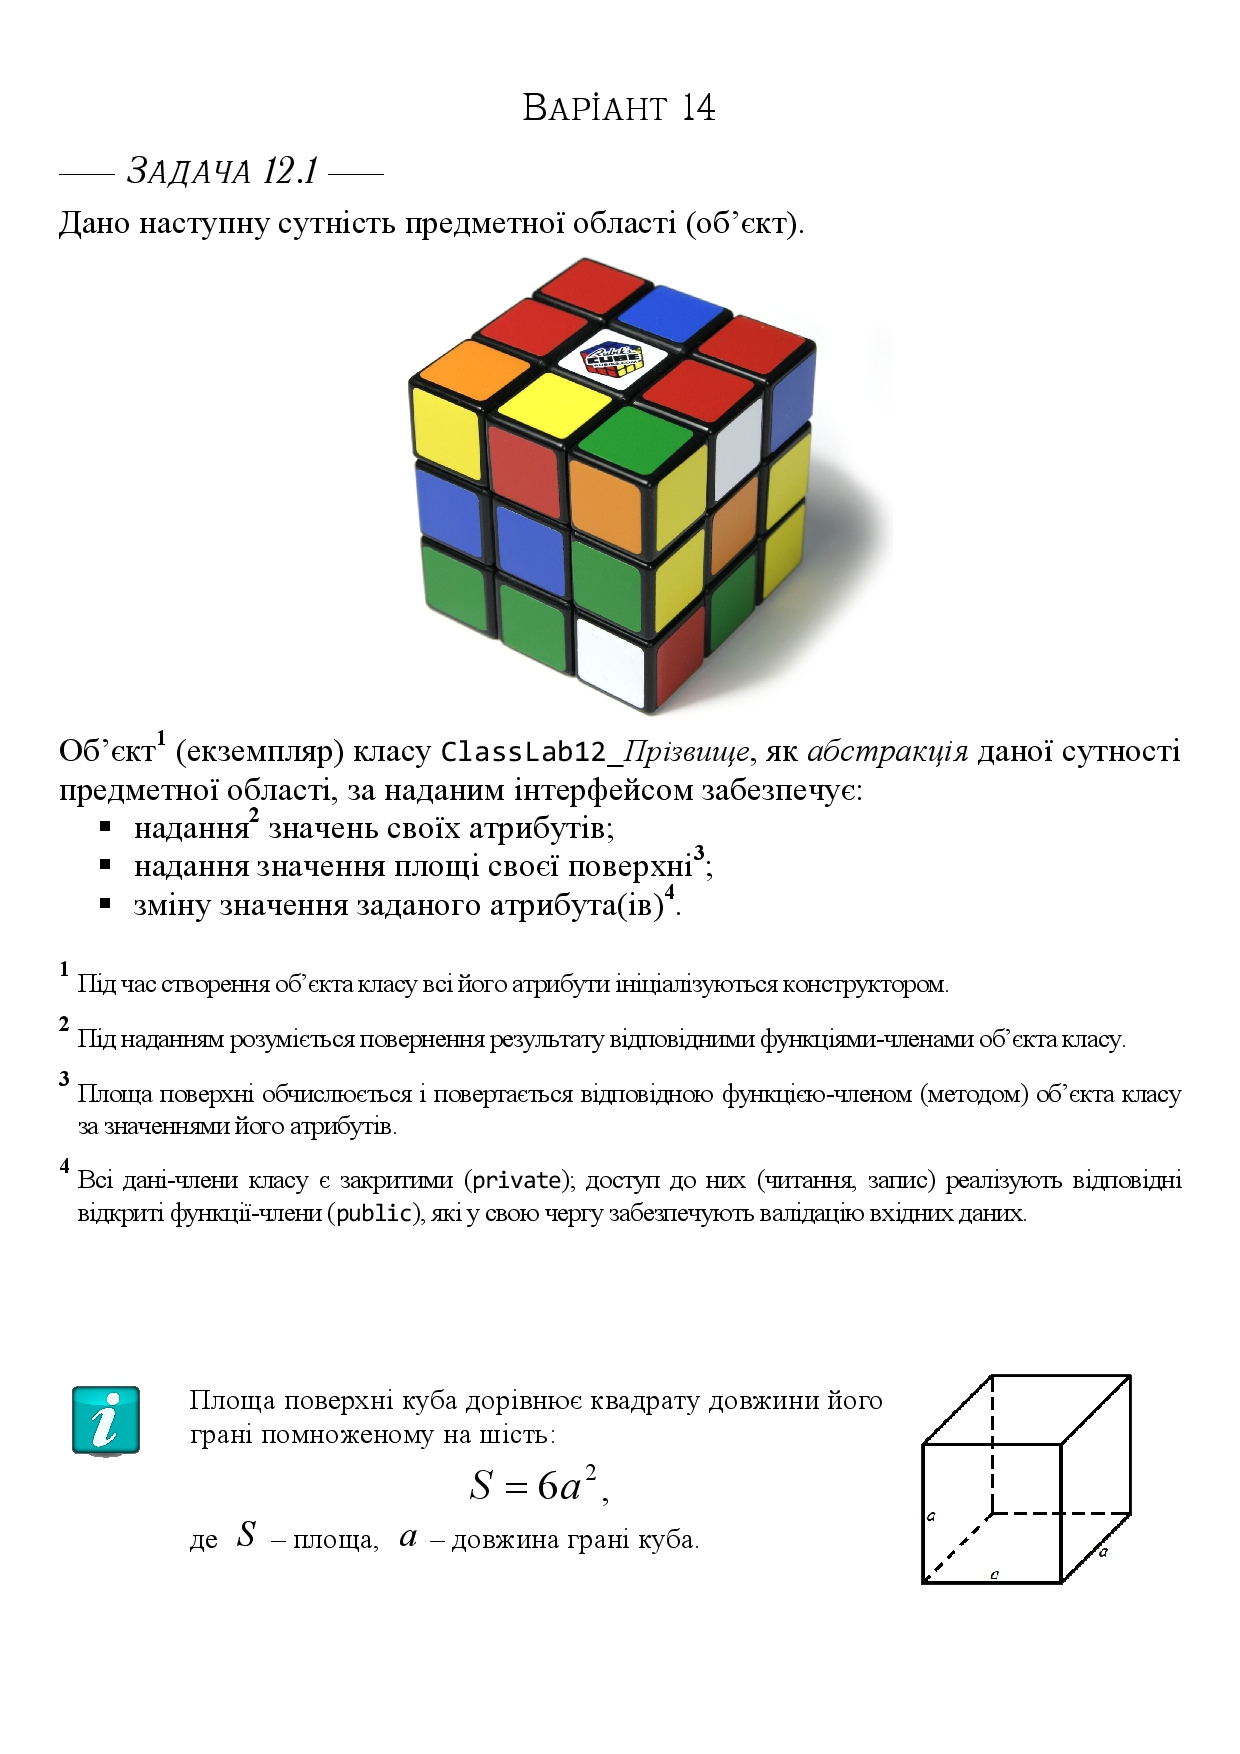 Варіант 14
Задача 12.1
Дано наступну сутність предметної області (об’єкт).
Rubik's
CUBE
Об’єкт1 (екземпляр) класу ClassLab12_Прізвище, як абстракція даної сутності
предметної області, за наданим інтерфейсом забезпечує:
▪ надання2 значень своїх атрибутів;
▪ надання значення площі своєї поверхні3;
▪ зміну значення заданого атрибута(ів)4.
1 Під час створення об’єкта класу всі його атрибути ініціалізуються конструктором.
2 Під наданням розуміється повернення результату відповідними функціями-членами об’єкта класу.
3 Площа поверхні обчислюється і повертається відповідною функцією-членом (методом) об’єкта класу
за значеннями його атрибутів.
4 Всі дані-члени класу є закритими (private); доступ до них (читання, запис) реалізують відповідні
відкриті функції-члени (public), які у свою чергу забезпечують валідацію вхідних даних.
i
Площа поверхні куба дорівнює квадрату довжини його
грані помноженому на шість:
S = 6a²,
де S – площа, a – довжина грані куба.
a
a
a